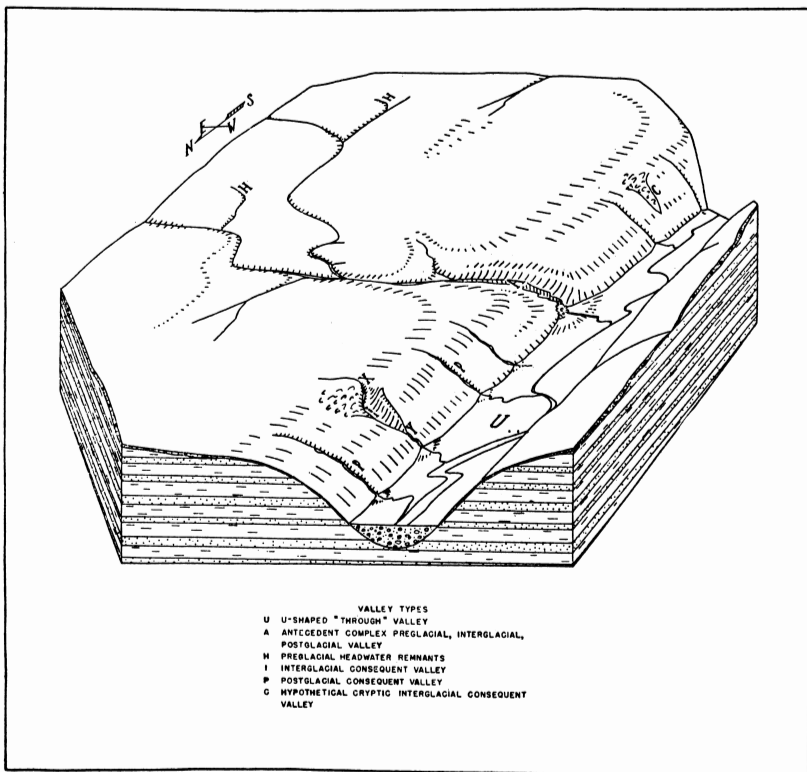 S
E
W
N
H
H
C
P
U
P
VALLEY TYPES
U U-SHAPED "THROUGH" VALLEY
A ANTECEDENT COMPLEX PREGLACIAL, INTERGLACIAL,
POSTGLACIAL VALLEY
H PREGLACIAL HEADWATER REMNANTS
I INTERGLACIAL CONSEQUENT VALLEY
P POSTGLACIAL CONSEQUENT VALLEY
C HYPOTHETICAL CRYPTIC INTERGLACIAL CONSEQUENT
VALLEY